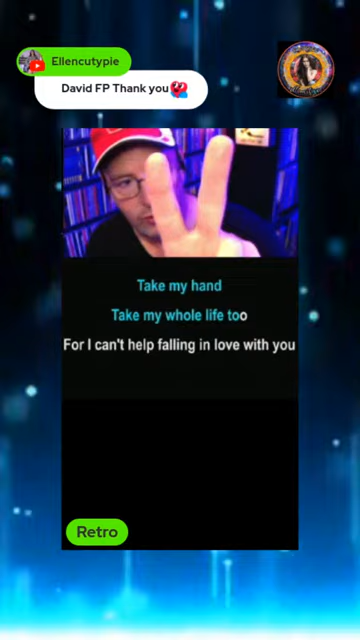 Ellencutypie
David FP Thank you
Take my hand
Take my whole life too
For I can't help falling in love with you
Retro